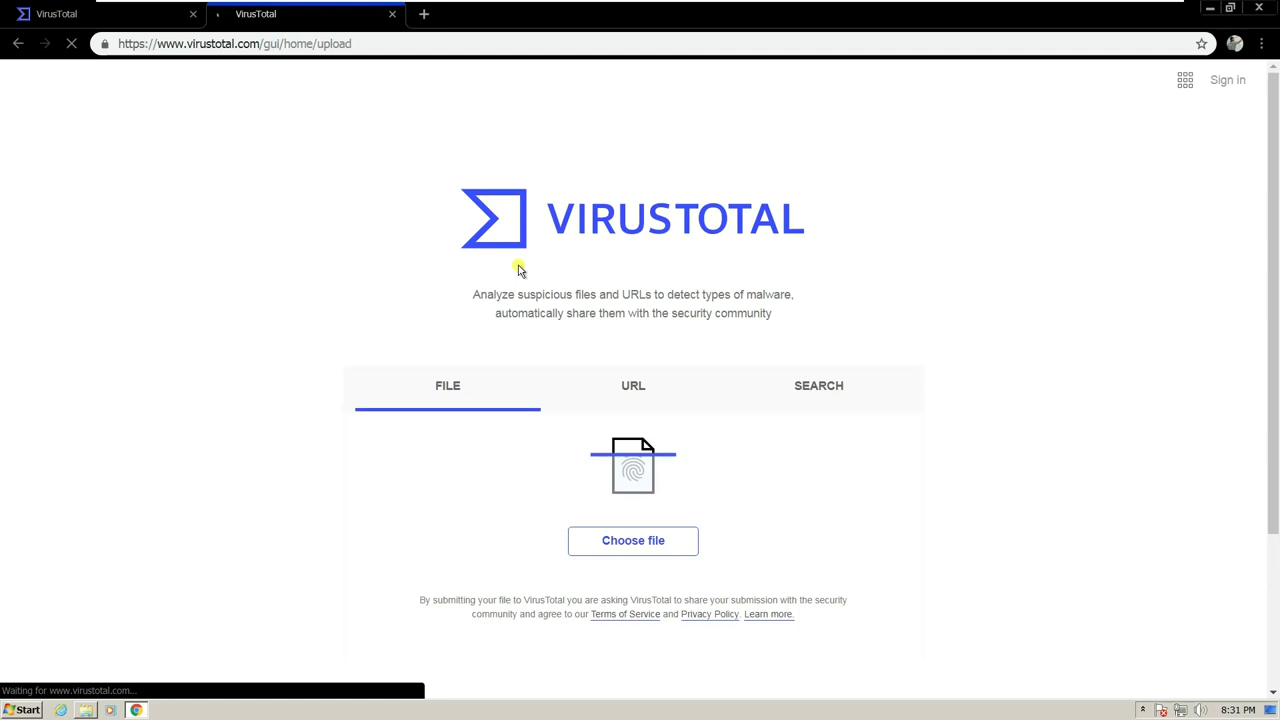 VirusTotal
VirusTotal
https://www.virustotal.com/gui/home/upload
Sign in
VIRUSTOTAL
Analyze suspicious files and URLs to detect types of malware,
automatically share them with the security community
FILE
URL
SEARCH
Choose file
By submitting your file to VirusTotal you are asking VirusTotal to share your submission with the security
community and agree to our Terms of Service and Privacy Policy. Learn more.
Waiting for www.virustotal.com...
Start
8:31 PM